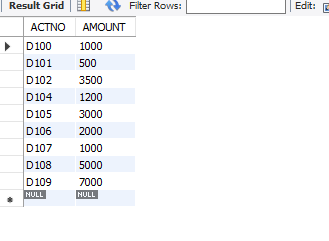 Result Grid Filter Rows: Edit:
ACTNO AMOUNT
D100 1000
D101 500
D102 3500
D104 1200
D105 3000
D106 2000
D107 1000
D108 5000
D109 7000
NULL NULL